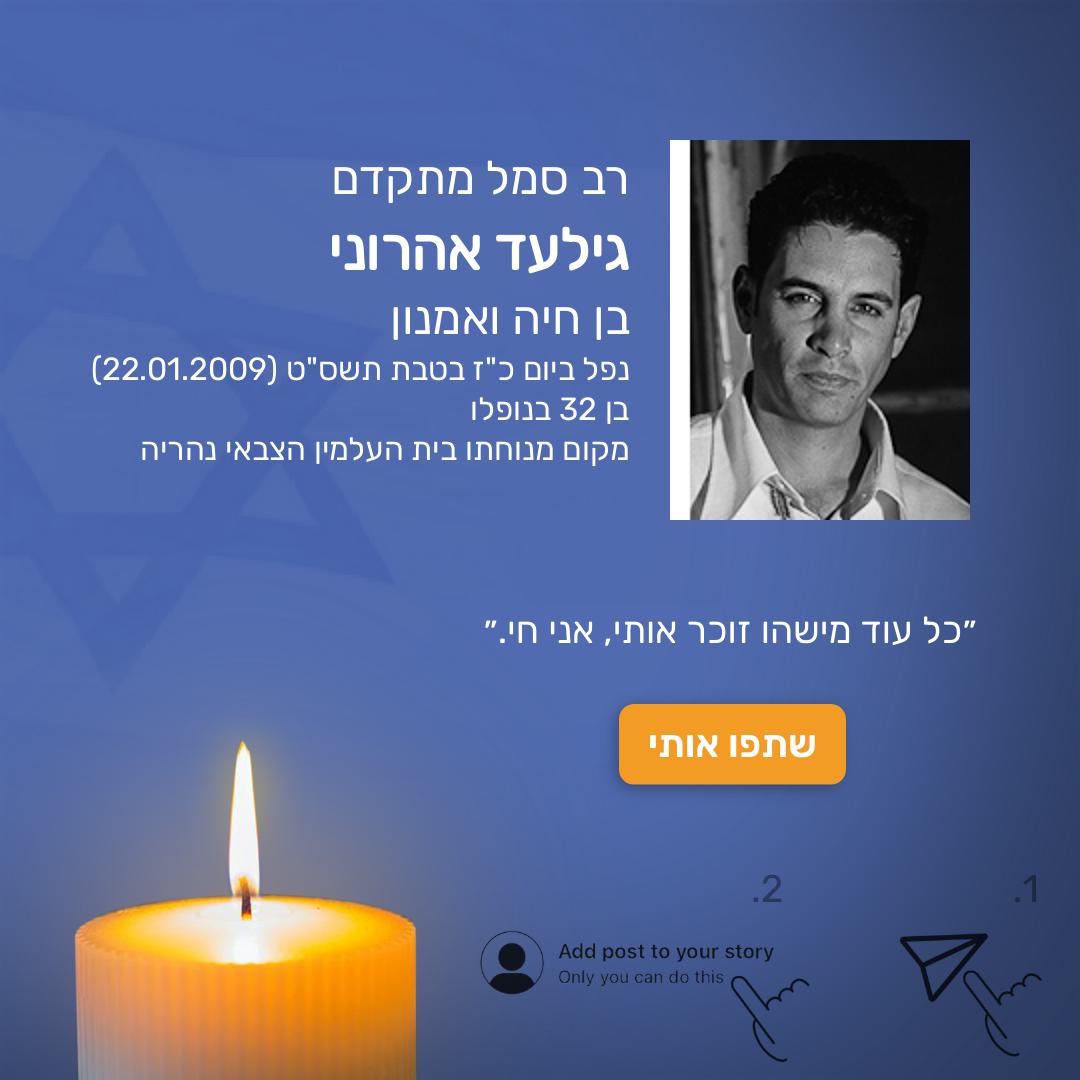 רב סמל מתקדם
גילעד אהרוני
בן חיה ואמנון
נפל ביום כ"ז בטבת תשס"ט (22.01.2009)
בן 32 בנופלו
מקום מנוחתו בית העלמין הצבאי נהריה
״כל עוד מישהו זוכר אותי, אני חי.״
שתפו אותי
.1
.2
Add post to your story
Only you can do this